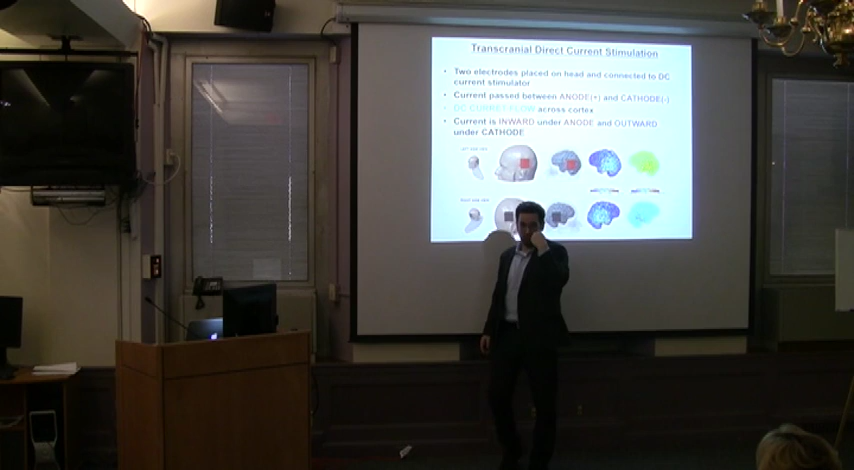 Transcranial Direct Current Stimulation
• Two electrodes placed on head and connected to DC
current stimulator
• Current passed between ANODE(+) and CATHODE(-)
• DC CURRET FLOW across cortex
• Current is INWARD under ANODE and OUTWARD
under CATHODE